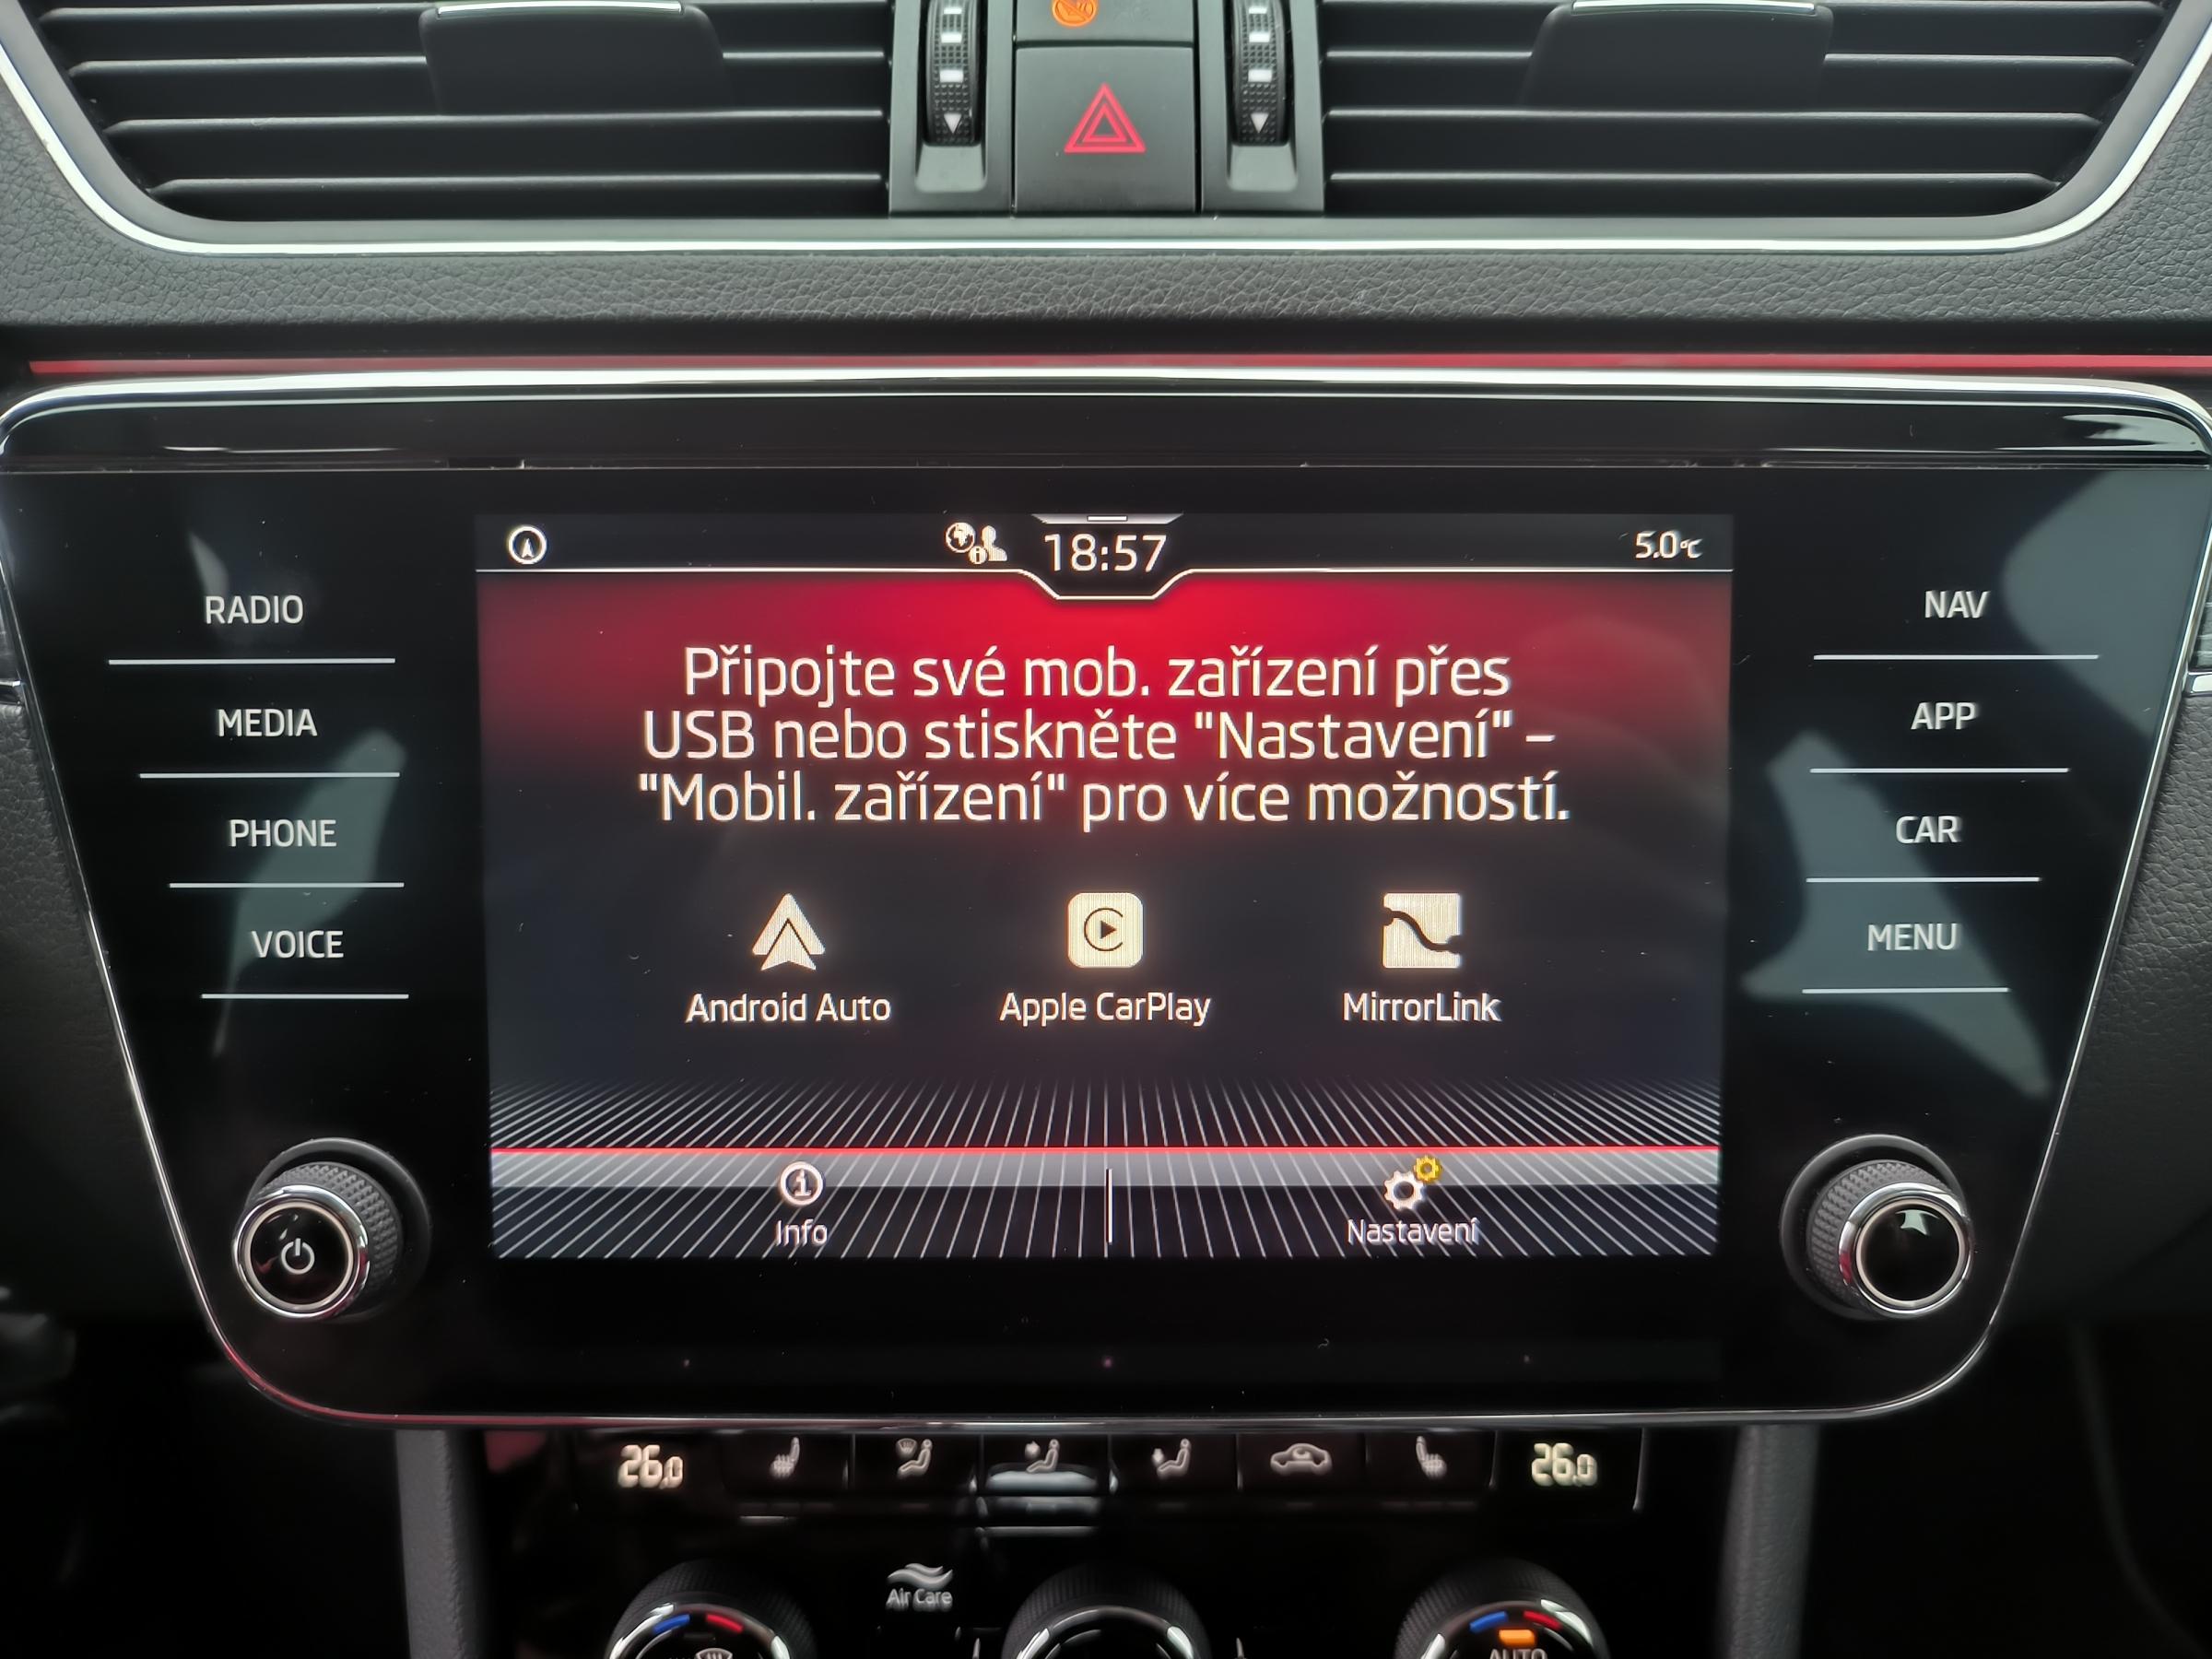 18:57
5.0°C
RADIO
MEDIA
PHONE
VOICE
Připojte své mob. zařízení přes
USB nebo stiskněte "Nastavení" –
"Mobil. zařízení" pro více možností.
Android Auto
Apple CarPlay
MirrorLink
Info
Nastavení
NAV
APP
CAR
MENU
26.0
26.0
Air Care
AUTO